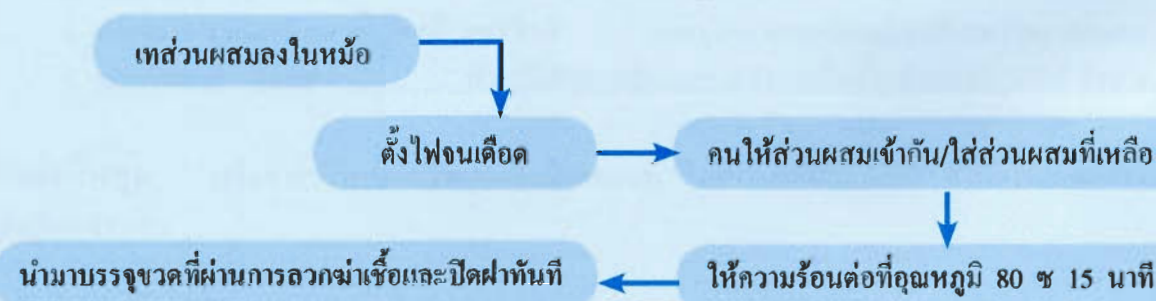 เทส่วนผสมลงในหม้อ
ตั้งไฟจนเดือด
คนให้ส่วนผสมเข้ากัน/ใส่ส่วนผสมที่เหลือ
ให้ความร้อนต่อที่อุณหภูมิ 80 ซ 15 นาที
นำมาบรรจุขวดที่ผ่านการลวกฆ่าเชื้อและปิดฝาทันที